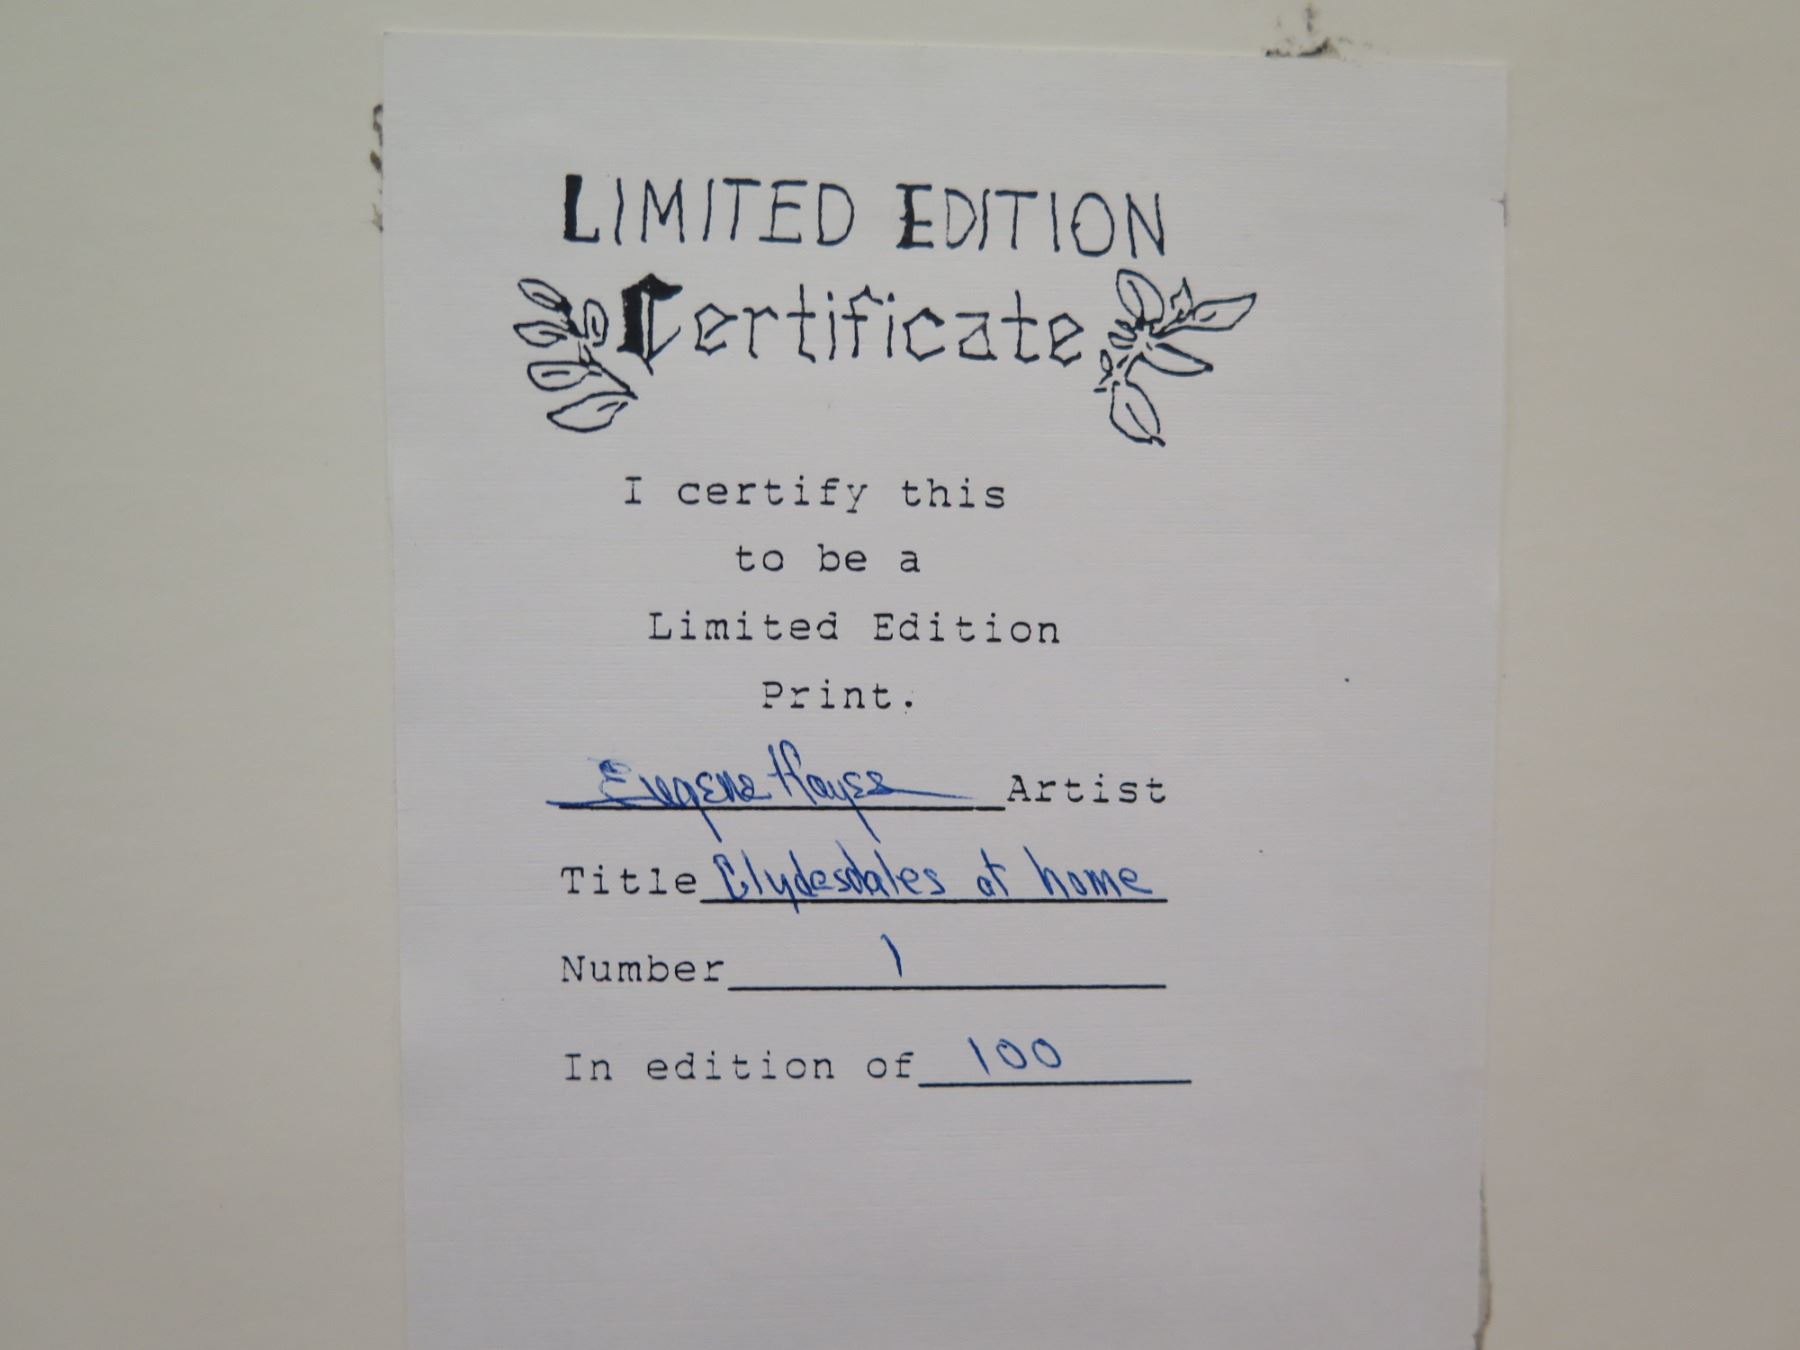 LIMITED EDITION
Certificate
I certify this
to be a
Limited Edition
Print.
Eugene Hayes Artist
Title Clydesdales at home
Number 1
In edition of 100